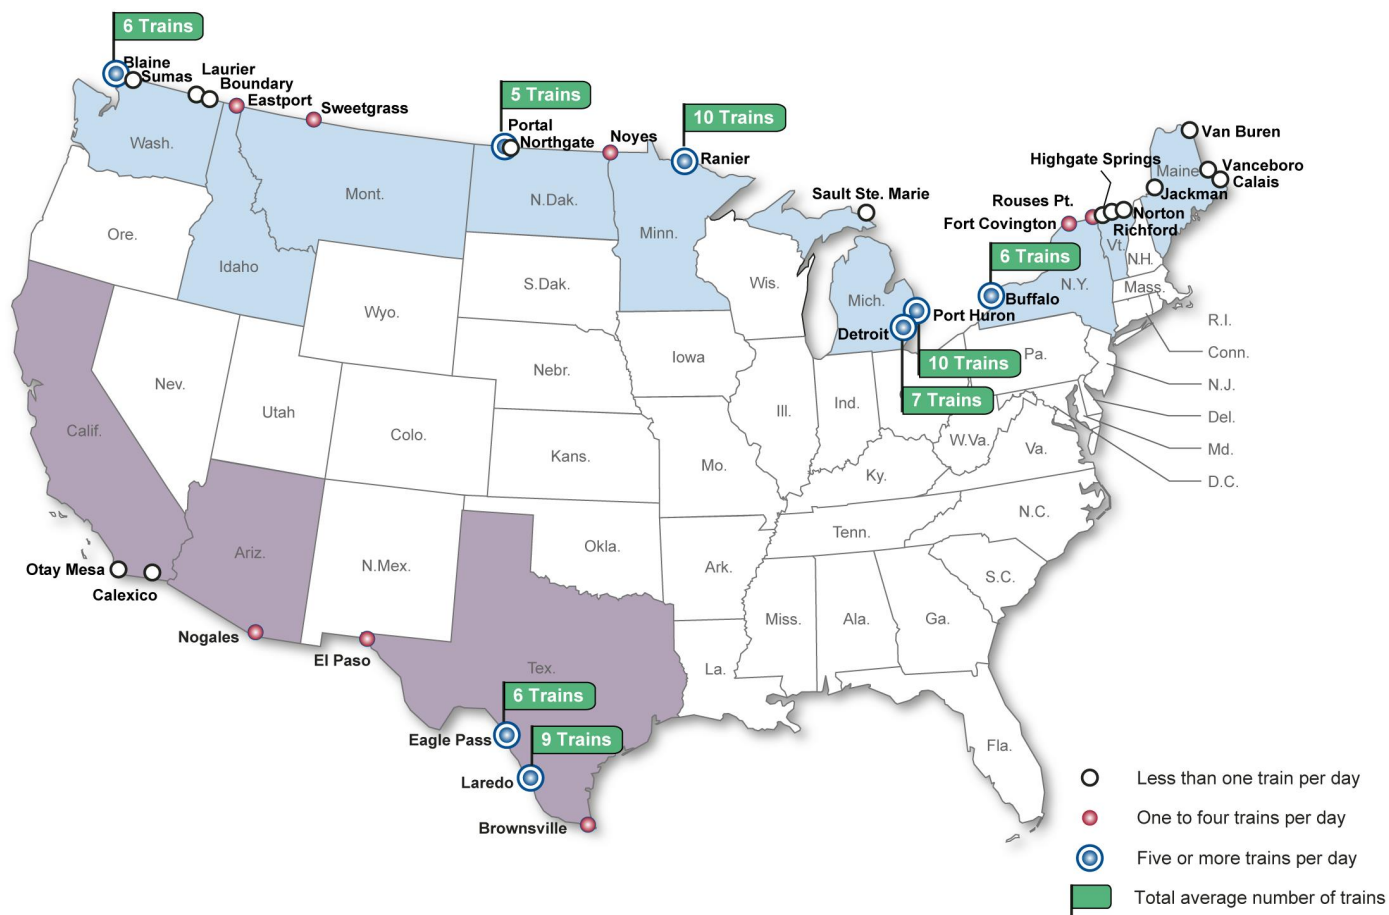 6 Trains
Blaine
Sumas
Laurier
Boundary
Eastport
Sweetgrass
5 Trains
Portal
Northgate
Noyes
10 Trains
Ranier
Sault Ste. Marie
Van Buren
Highgate Springs
Vanceboro
Calais
Jackman
Rouses Pt.
Norton
Fort Covington
Richford
6 Trains
Buffalo
Port Huron
Detroit
10 Trains
7 Trains
Wash.
Mont.
N.Dak.
Minn.
Ore.
Idaho
S.Dak.
Wis.
Mich.
Maine
Vt.
N.H.
N.Y.
Mass.
R.I.
Conn.
N.J.
Del.
Md.
D.C.
Wyo.
Iowa
Pa.
Nebr.
Nev.
Utah
Ill.
Ind.
Calif.
Colo.
Kans.
Mo.
W.Va.
Va.
Ky.
N.C.
Tenn.
Ariz.
N.Mex.
Okla.
Ark.
S.C.
Miss.
Ala.
Ga.
La.
Tex.
Fla.
Otay Mesa
Calexico
Nogales
El Paso
6 Trains
Eagle Pass
9 Trains
Laredo
Brownsville
Less than one train per day
One to four trains per day
Five or more trains per day
Total average number of trains